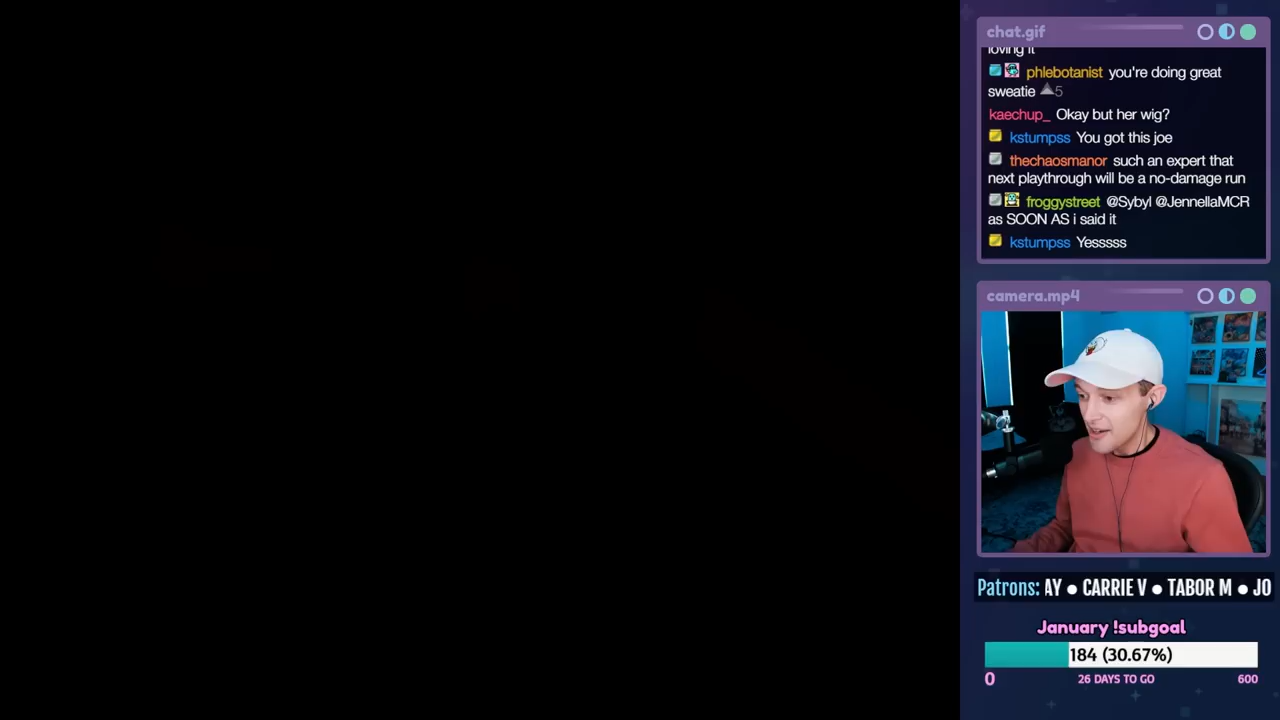 chat.gif
loving it
phlebotanist you're doing great
sweatie 5
kaechup_ Okay but her wig?
kstumpss You got this joe
thechaosmanor such an expert that
next playthrough will be a no-damage run
froggystreet @Sybyl @JennellaMCR
as SOON AS i said it
kstumpss Yesssss
camera.mp4
Patrons: AY ● CARRIE V ● TABOR M ● JO
January !subgoal
184 (30.67%)
0 26 DAYS TO GO 600